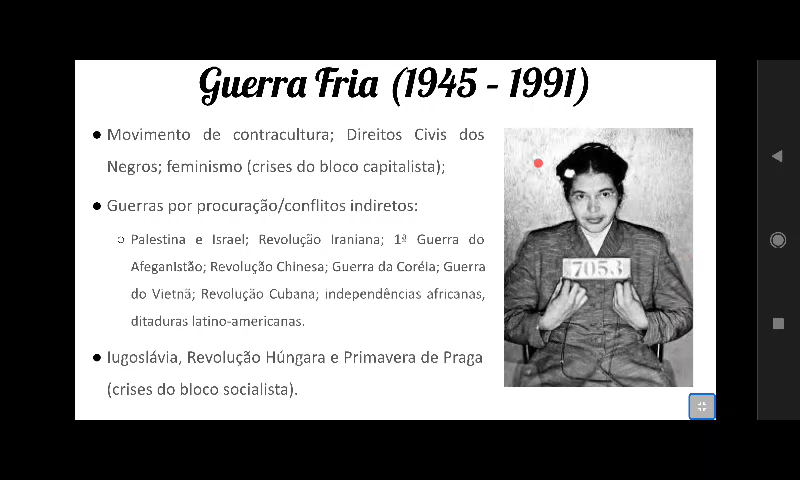 Guerra Fria (1945 - 1991)
● Movimento de contracultura; Direitos Civis dos
Negros; feminismo (crises do bloco capitalista);
● Guerras por procuração/conflitos indiretos:
○ Palestina e Israel; Revolução Iraniana; 1ª Guerra do
Afeganistão; Revolução Chinesa; Guerra da Coréia; Guerra
do Vietnã; Revolução Cubana; independências africanas,
ditaduras latino-americanas.
● Iugoslávia, Revolução Húngara e Primavera de Praga
(crises do bloco socialista).
7053